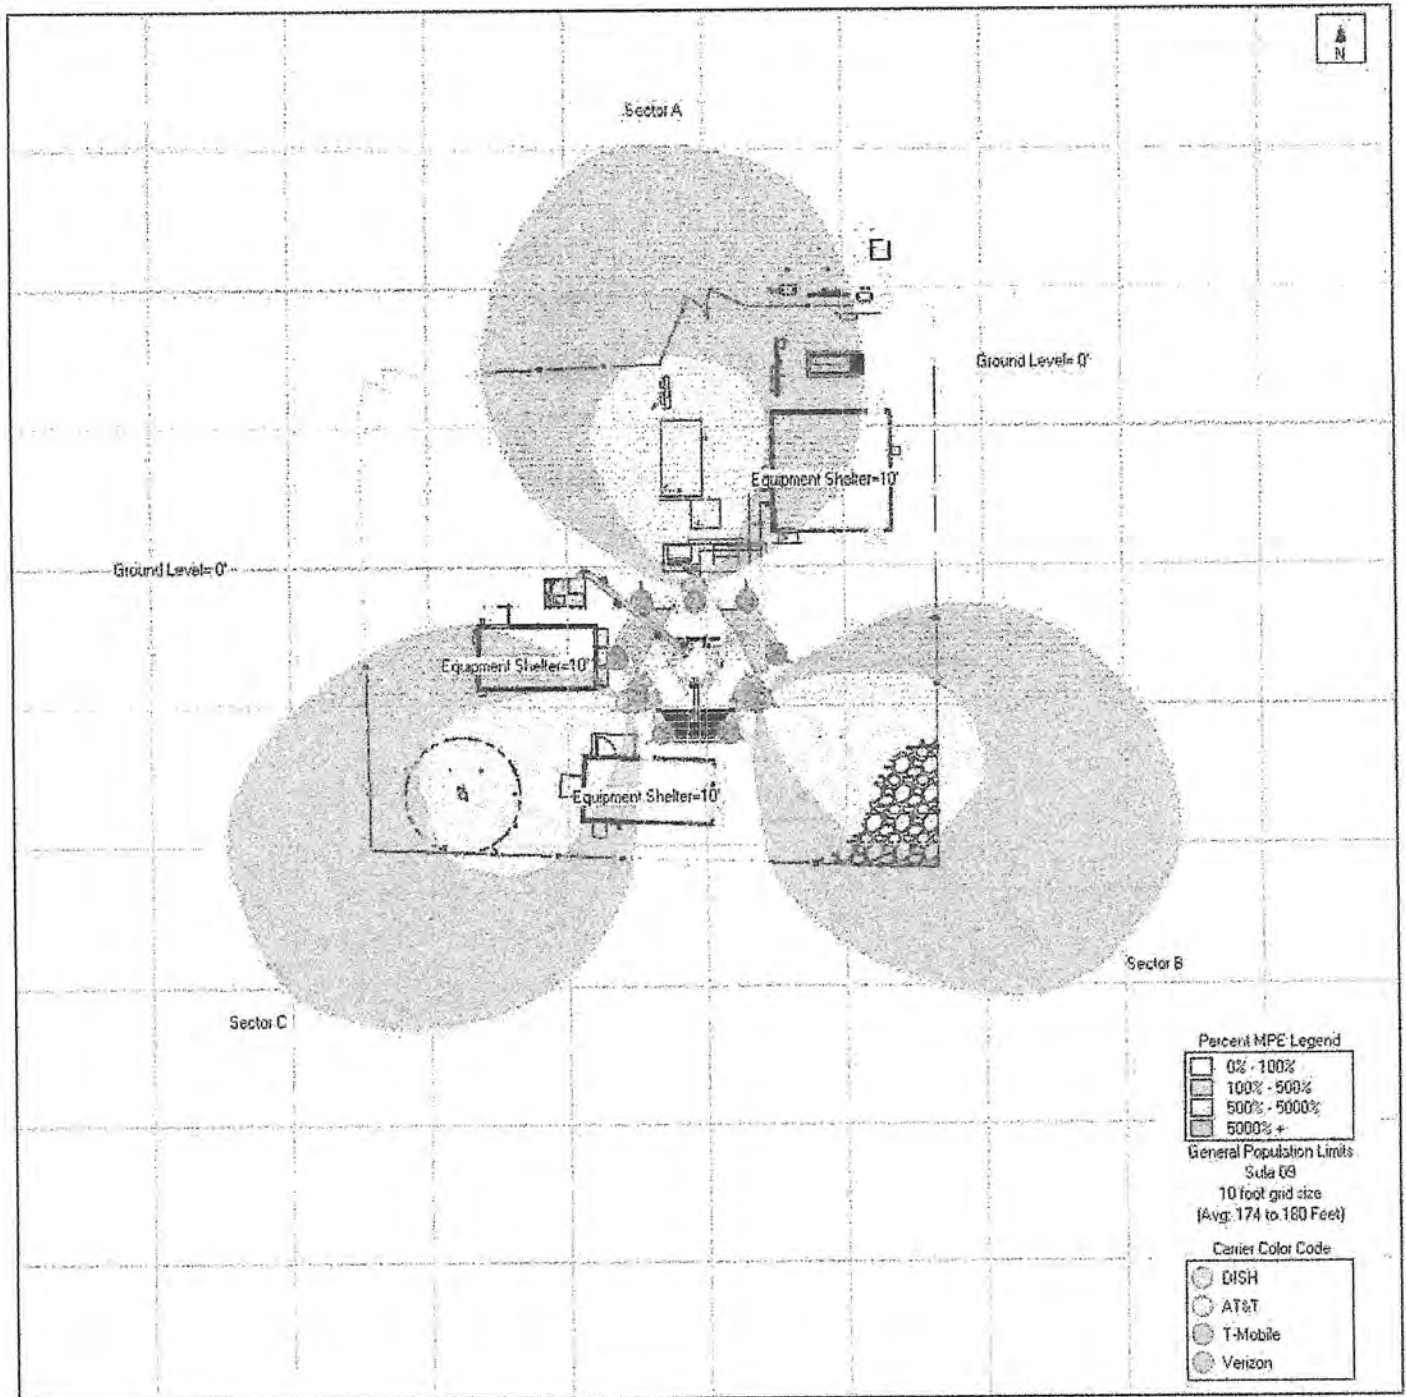 N
Sector A
Ground Level= 0'
Equipment Shelter=10'
Ground Level= 0'
Equipment Shelter=10'
Equipment Shelter=10'
Sector B
Sector C
Percent MPE Legend
0% - 100%
100% - 500%
500% - 5000%
5000% +
General Population Limits
Sula 69
10 foot grid size
(Avg: 174 to 180 Feet)
Carrier Color Code
DISH
AT&T
T-Mobile
Verizon